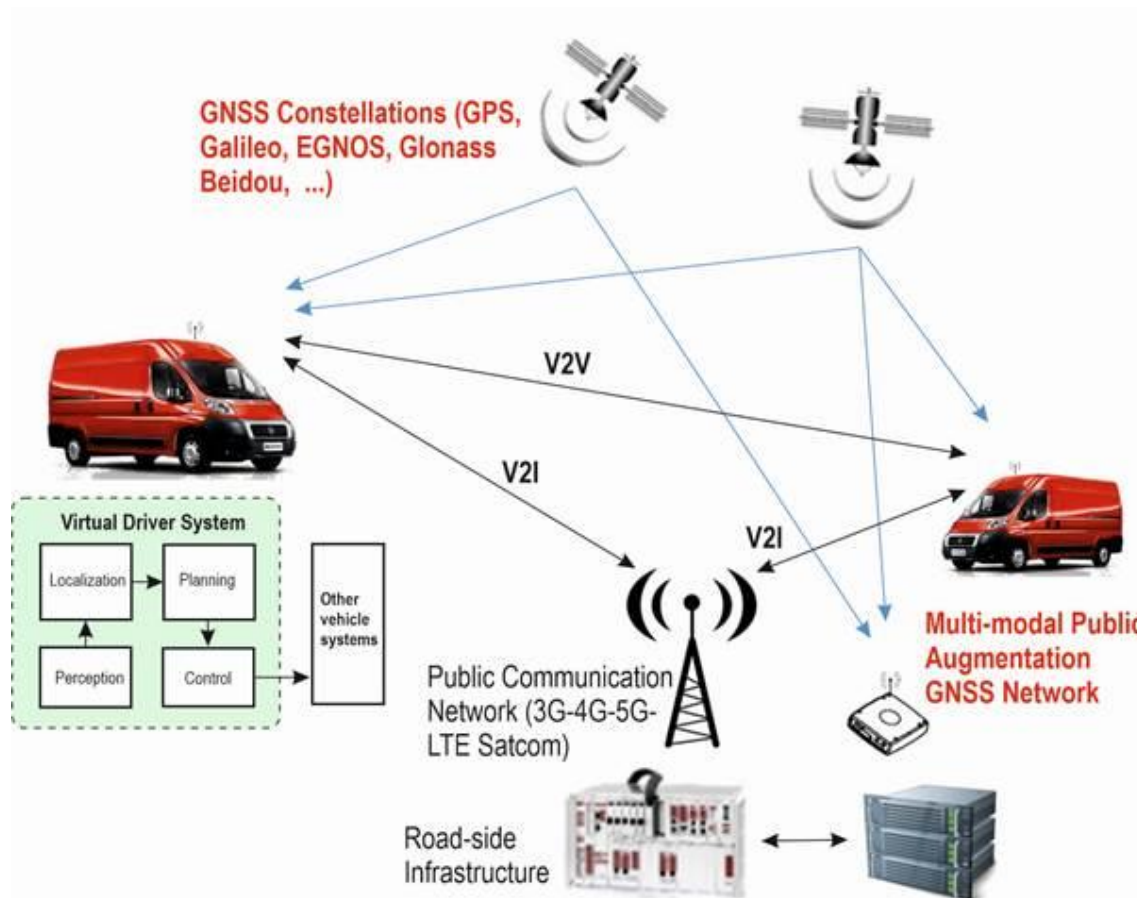 GNSS Constellations (GPS,
Galileo, EGNOS, Glonass
Beidou, ...)
V2V
V2I
V2I
Virtual Driver System
Localization
Planning
Perception
Control
Other
vehicle
systems
Multi-modal Public
Augmentation
GNSS Network
Public Communication
Network (3G-4G-5G-
LTE Satcom)
Road-side
Infrastructure